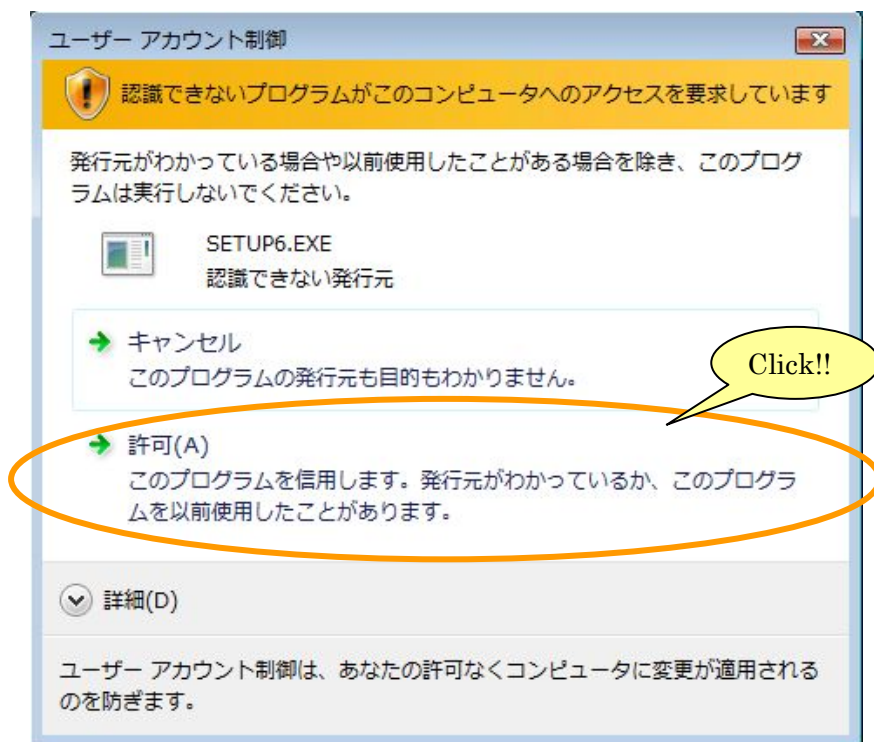 ユーザー アカウント制御
認識できないプログラムがこのコンピュータへのアクセスを要求しています
発行元がわかっている場合や以前使用したことがある場合を除き、このプログ
ラムは実行しないでください。
SETUP6.EXE
認識できない発行元
キャンセル
このプログラムの発行元も目的もわかりません。
Click!!
許可(A)
このプログラムを信用します。発行元がわかっているか、このプログラ
ムを以前使用したことがあります。
詳細(D)
ユーザー アカウント制御は、あなたの許可なくコンピュータに変更が適用される
のを防ぎます。